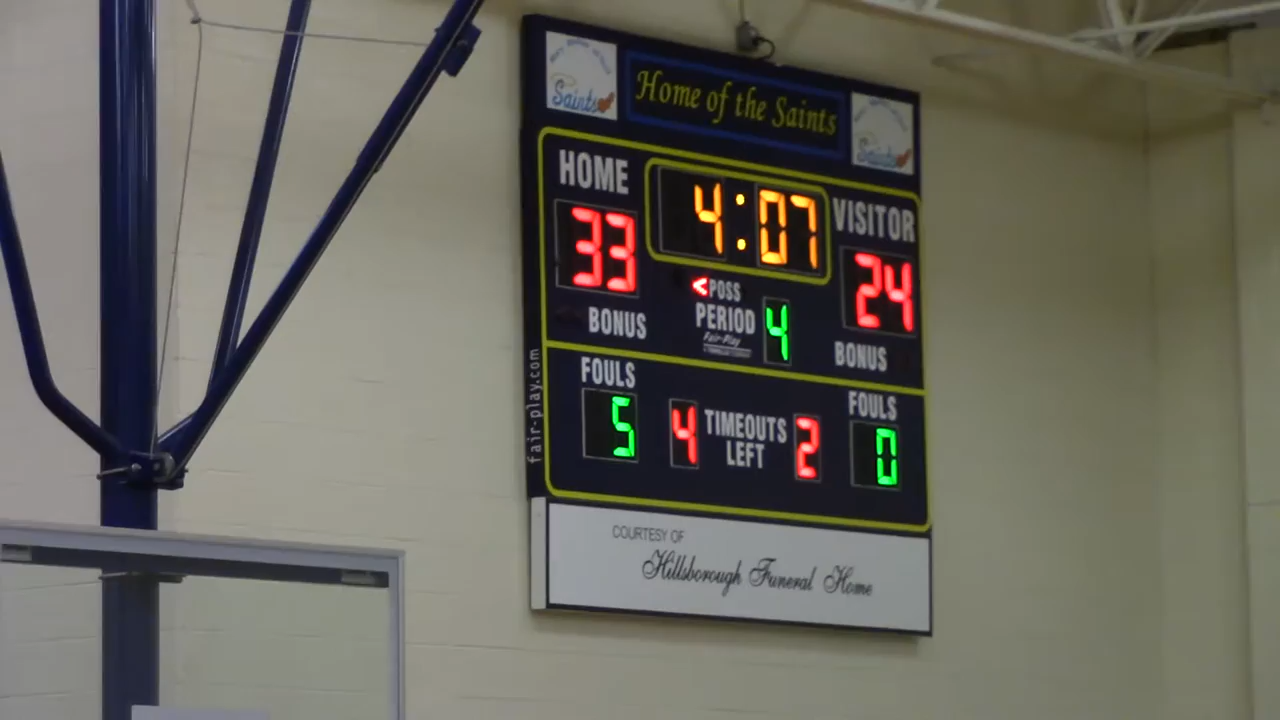 Home of the Saints
Saints
Saints
HOME
4:07
VISITOR
33
24
<POSS
PERIOD
4
Fair-Play
BONUS
BONUS
FOULS
FOULS
5
4
TIMEOUTS
LEFT
2
0
fair-play.com
COURTESY OF
Hillsborough Funeral Home